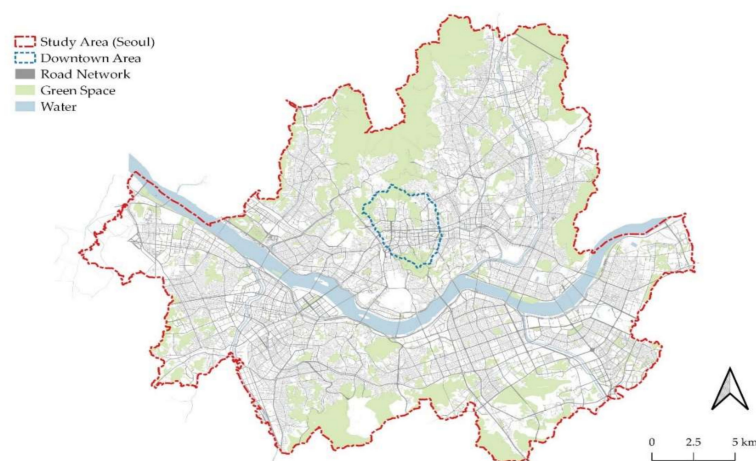 Study Area (Seoul)
Downtown Area
Road Network
Green Space
Water
0 2.5 5 km